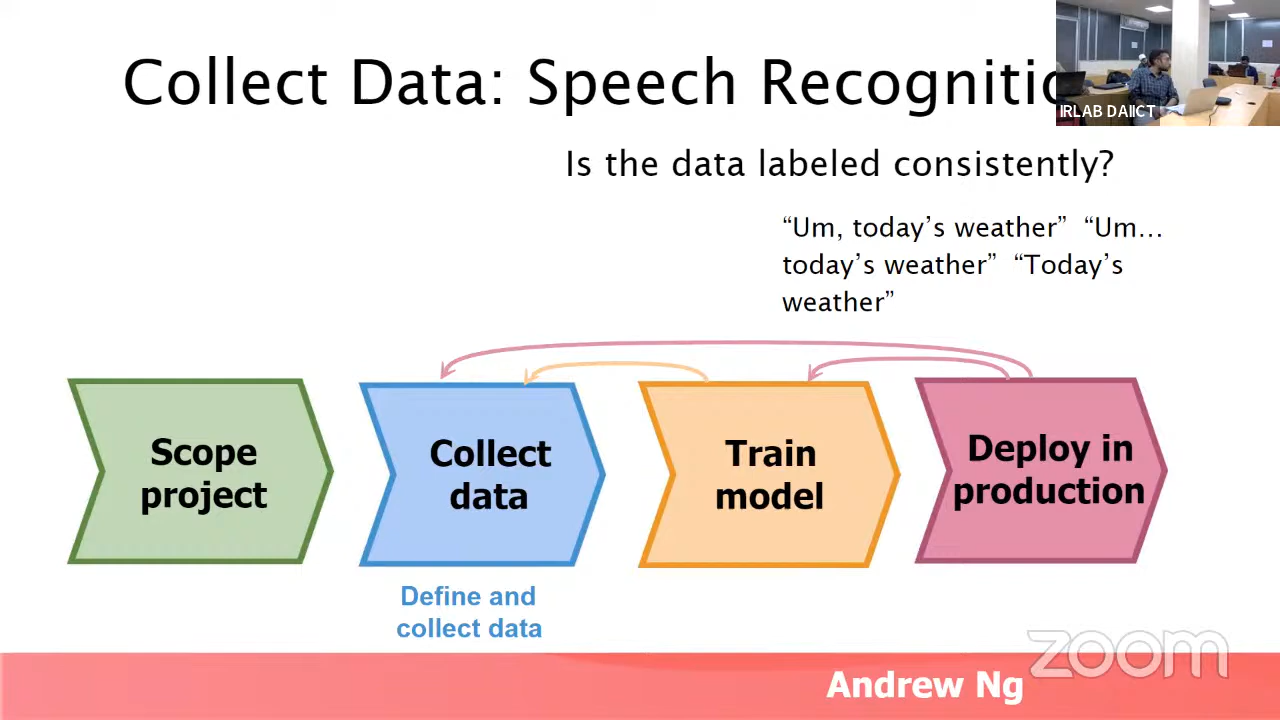 Collect Data: Speech Recognitio
IRLAB DAIICT
Is the data labeled consistently?
“Um, today’s weather” “Um…
today’s weather” “Today’s
weather”
Scope
project
Collect
data
Train
model
Deploy in
production
Define and
collect data
zoom
Andrew Ng